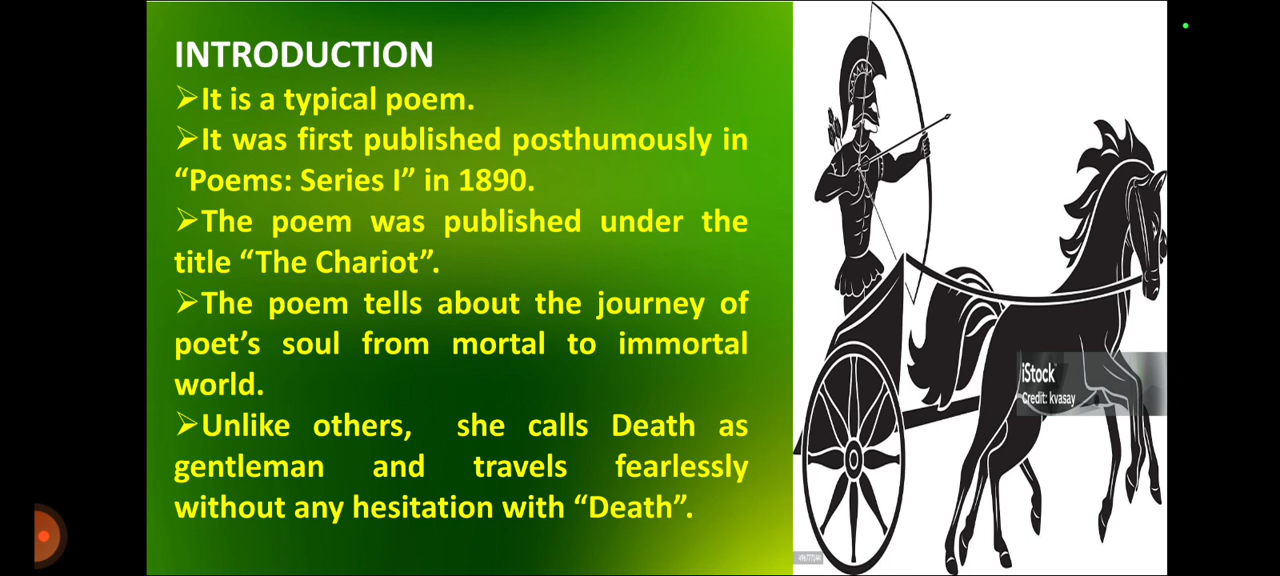 INTRODUCTION
➢It is a typical poem.
➢It was first published posthumously in
“Poems: Series I” in 1890.
➢The poem was published under the
title “The Chariot”.
➢The poem tells about the journey of
poet’s soul from mortal to immortal
world.
➢Unlike others, she calls Death as
gentleman and travels fearlessly
without any hesitation with “Death”.
iStock
Credit: kvasay